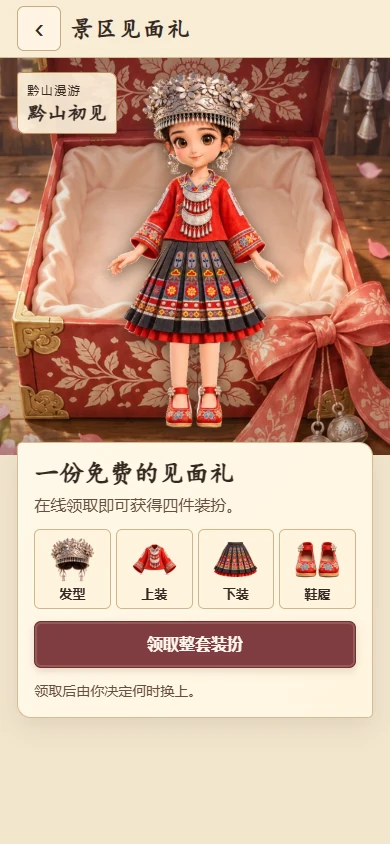 景区见面礼
黔山漫游
黔山初见
一份免费的见面礼
在线领取即可获得四件装扮。
发型
上装
下装
鞋履
领取整套装扮
领取后由你决定何时换上。